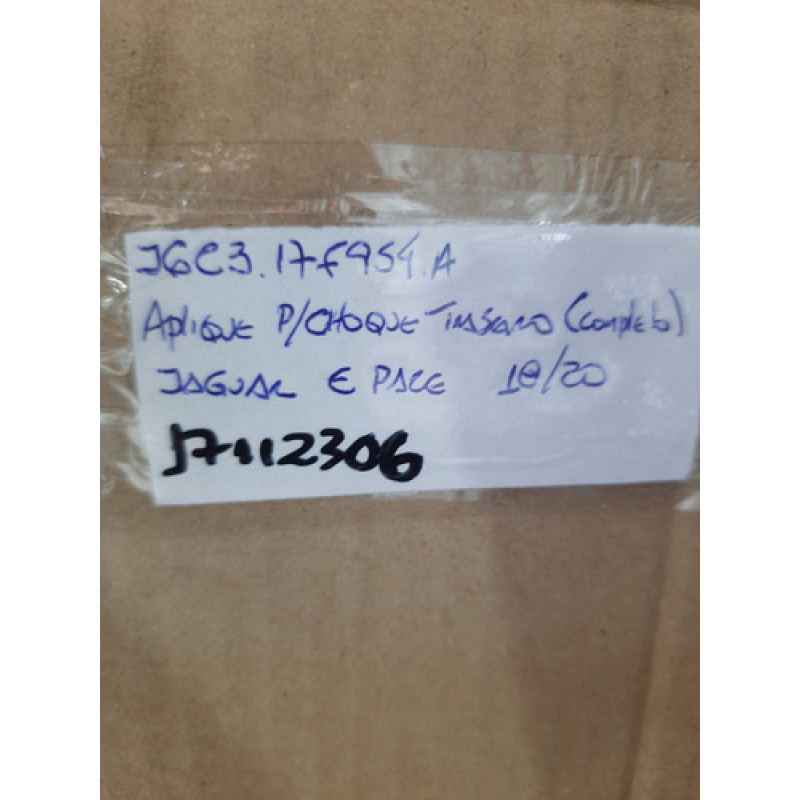 J6C3.17F954.A
APLIQUE P/CHOQUE TRASEIRO (completo)
JAGUAR E PACE 18/20
J7112306